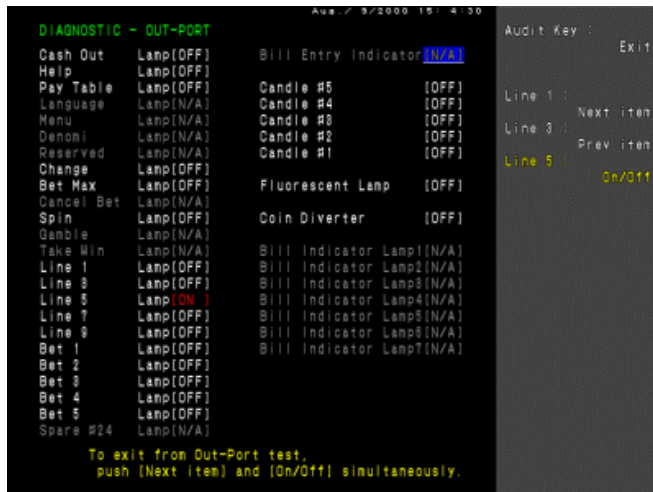 Aug./ 9/2000 15: 4:30
DIAGNOSTIC - OUT-PORT
Cash Out Lamp[OFF] Bill Entry Indicator[N/A]
Help Lamp[OFF]
Pay Table Lamp[OFF] Candle #5 [OFF]
Language Lamp[N/A] Candle #4 [OFF]
Menu Lamp[N/A] Candle #3 [OFF]
Denomi Lamp[N/A] Candle #2 [OFF]
Reserved Lamp[N/A] Candle #1 [OFF]
Change Lamp[OFF]
Bet Max Lamp[OFF] Fluorescent Lamp [OFF]
Cancel Bet Lamp[N/A]
Spin Lamp[OFF] Coin Diverter [OFF]
Gamble Lamp[N/A]
Take Win Lamp[N/A] Bill Indicator Lamp1[N/A]
Line 1 Lamp[OFF] Bill Indicator Lamp2[N/A]
Line 3 Lamp[OFF] Bill Indicator Lamp3[N/A]
Line 5 Lamp[ON ] Bill Indicator Lamp4[N/A]
Line 7 Lamp[OFF] Bill Indicator Lamp5[N/A]
Line 9 Lamp[OFF] Bill Indicator Lamp6[N/A]
Bet 1 Lamp[OFF] Bill Indicator Lamp7[N/A]
Bet 2 Lamp[OFF]
Bet 3 Lamp[OFF]
Bet 4 Lamp[OFF]
Bet 5 Lamp[OFF]
Spare #24 Lamp[N/A]
To exit from Out-Port test,
push [Next item] and [On/Off] simultaneously.
Audit Key :
Exit
Line 1 :
Next item
Line 3 :
Prev item
Line 5 :
On/Off